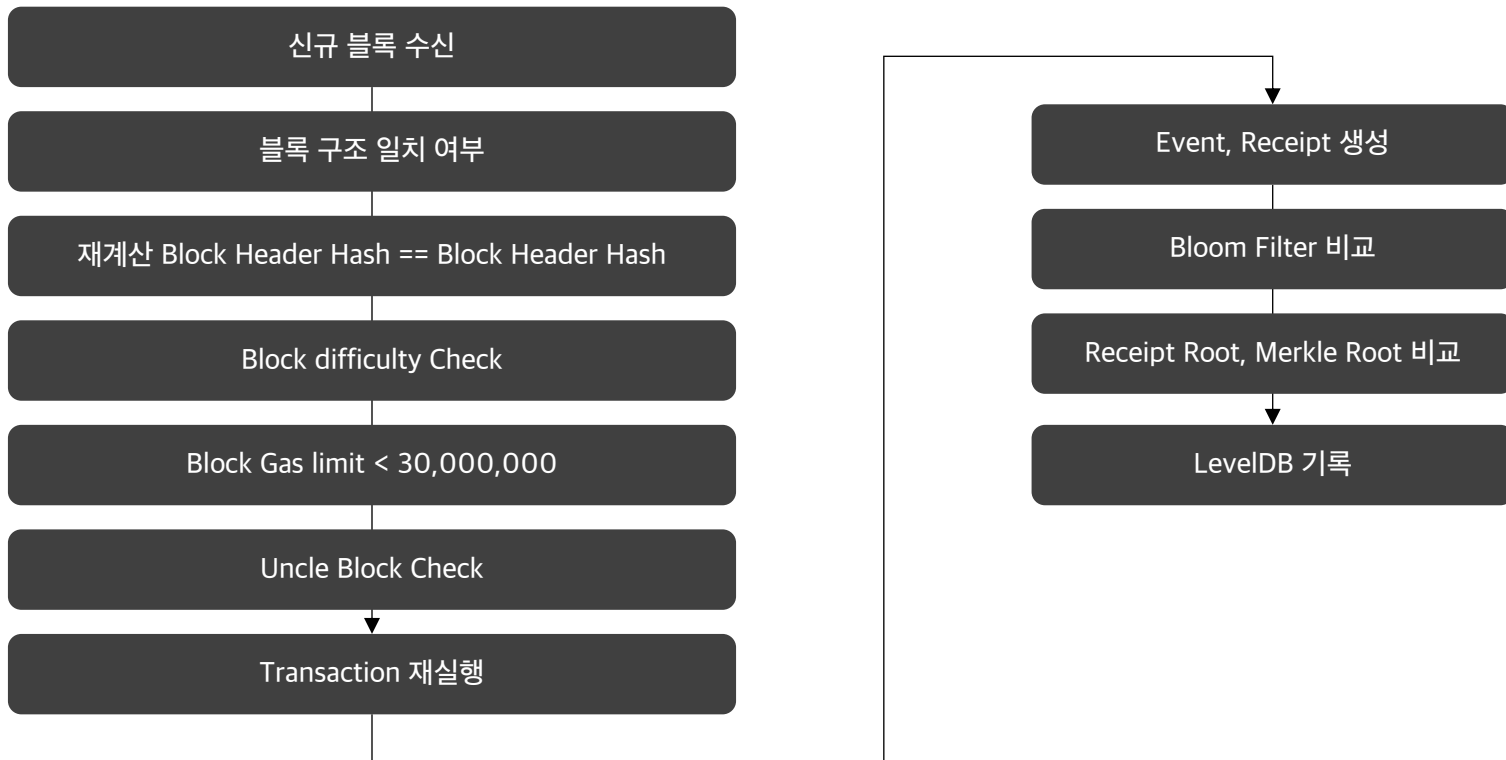 신규 블록 수신
블록 구조 일치 여부
재계산 Block Header Hash == Block Header Hash
Block difficulty Check
Block Gas limit < 30,000,000
Uncle Block Check
Transaction 재실행
Event, Receipt 생성
Bloom Filter 비교
Receipt Root, Merkle Root 비교
LevelDB 기록